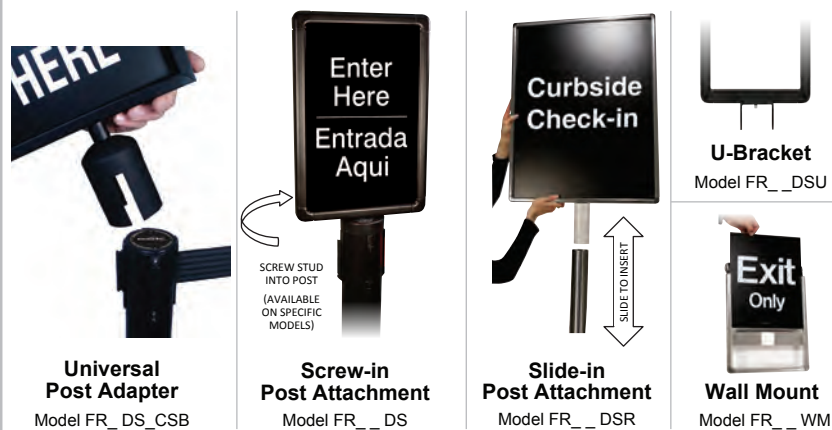 HERE
Universal
Post Adapter
Model FR_ DS_CSB
Enter
Here
Entrada
Aqui
SCREW STUD
INTO POST
(AVAILABLE
ON SPECIFIC
MODELS)
Screw-in
Post Attachment
Model FR_ _ DS
Curbside
Check-in
SLIDE TO INSERT
Slide-in
Post Attachment
Model FR_ _ DSR
U-Bracket
Model FR_ _DSU
Exit
Only
Wall Mount
Model FR_ _ WM